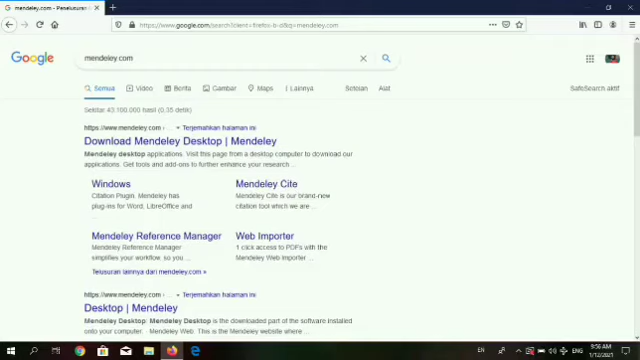 mendeley.com - Penelusuran
https://www.google.com/search?client=firefox-b-d&q=mendeley.com
Google
mendeley.com
Semua
Video
Berita
Gambar
Maps
Lainnya
Setelan
Alat
SafeSearch aktif
Sekitar 43.100.000 hasil (0,35 detik)
https://www.mendeley.com › ... Terjemahkan halaman ini
Download Mendeley Desktop | Mendeley
Mendeley desktop applications. Visit this page from a desktop computer to download our
applications. Get tools and add-ons to further enhance your research...
Windows
Citation Plugin. Mendeley has
plug-ins for Word, LibreOffice and
...
Mendeley Cite
Mendeley Cite is our brand-new
citation tool which we are ...
Mendeley Reference Manager
Mendeley Reference Manager
simplifies your workflow, so you ...
Web Importer
1 click access to PDFs with the
Mendeley Web Importer ...
Telusuran lainnya dari mendeley.com »
https://www.mendeley.com › ... Terjemahkan halaman ini
Desktop | Mendeley
Mendeley Desktop: Mendeley Desktop is the downloaded part of the software installed
onto your computer. · Mendeley Web: This is the Mendeley website where ...
EN
ENG
9:56 AM
1/12/2021